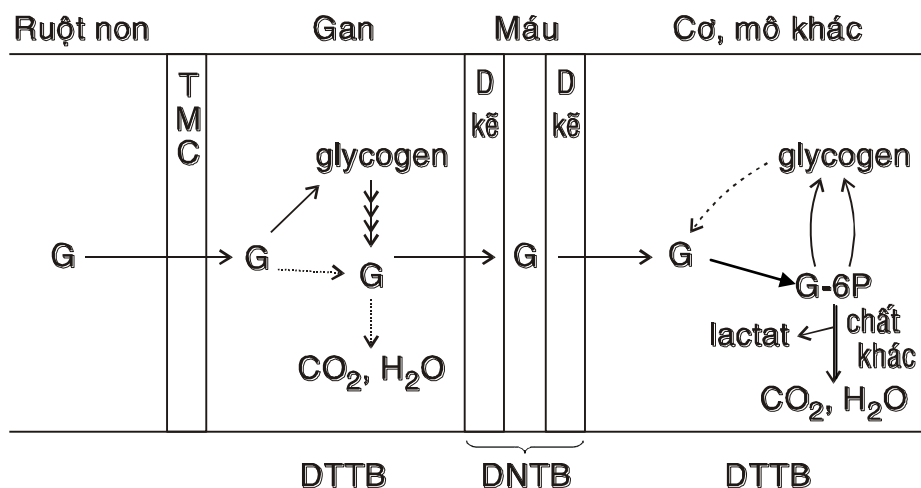 Ruột non Gan Máu Cơ, mô khác
T
M
C
D
kẽ
D
kẽ
glycogen
glycogen
G
G
G
G
G
G-6P
lactat
chất
khác
CO₂, H₂O
CO₂, H₂O
DTTB DNTB DTTB